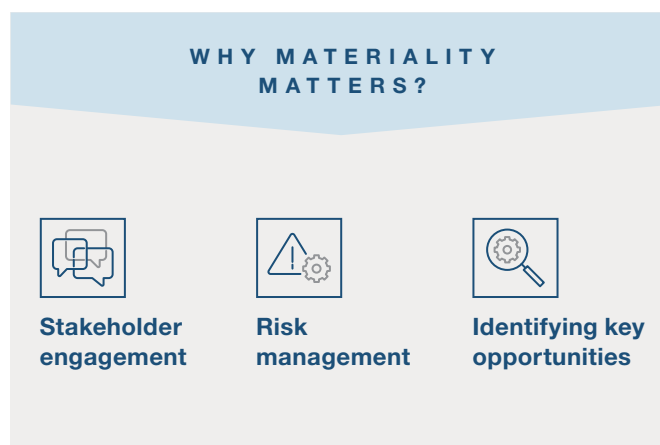 WHY MATERIALITY
MATTERS?
Stakeholder
engagement
Risk
management
Identifying key
opportunities